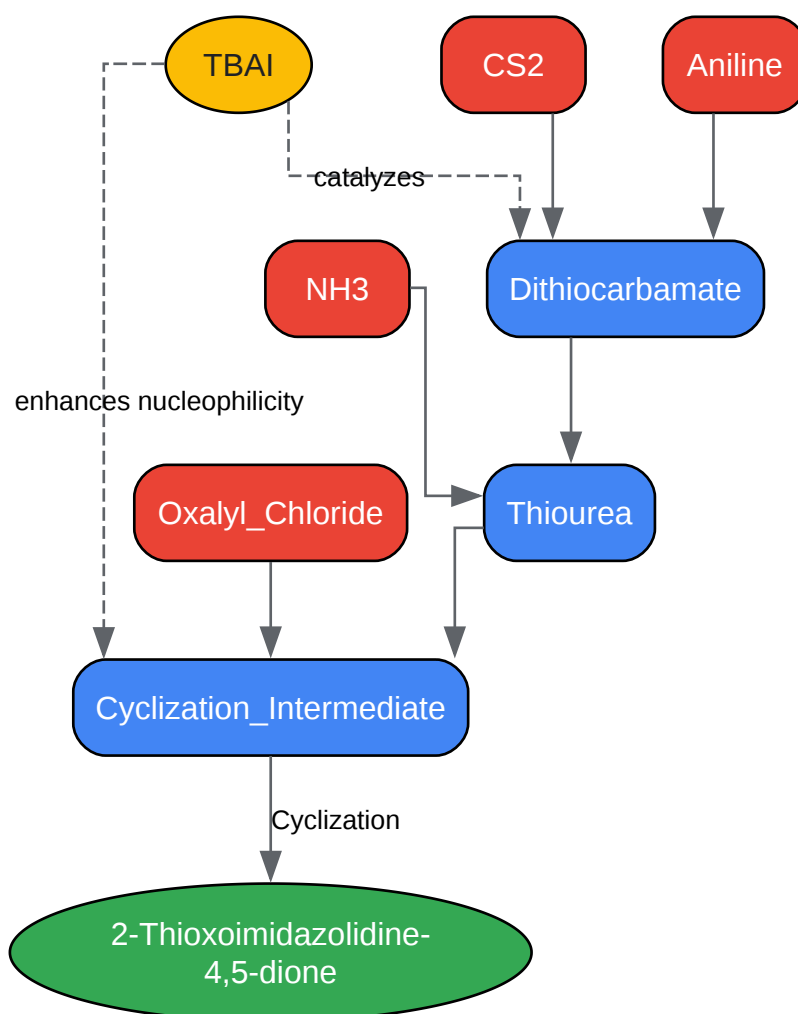 TBAI
CS2
Aniline
catalyzes
NH3
Dithiocarbamate
enhances nucleophilicity
Oxalyl_Chloride
Thiourea
Cyclization_Intermediate
Cyclization
2-Thioxoimidazolidine-
4,5-dione